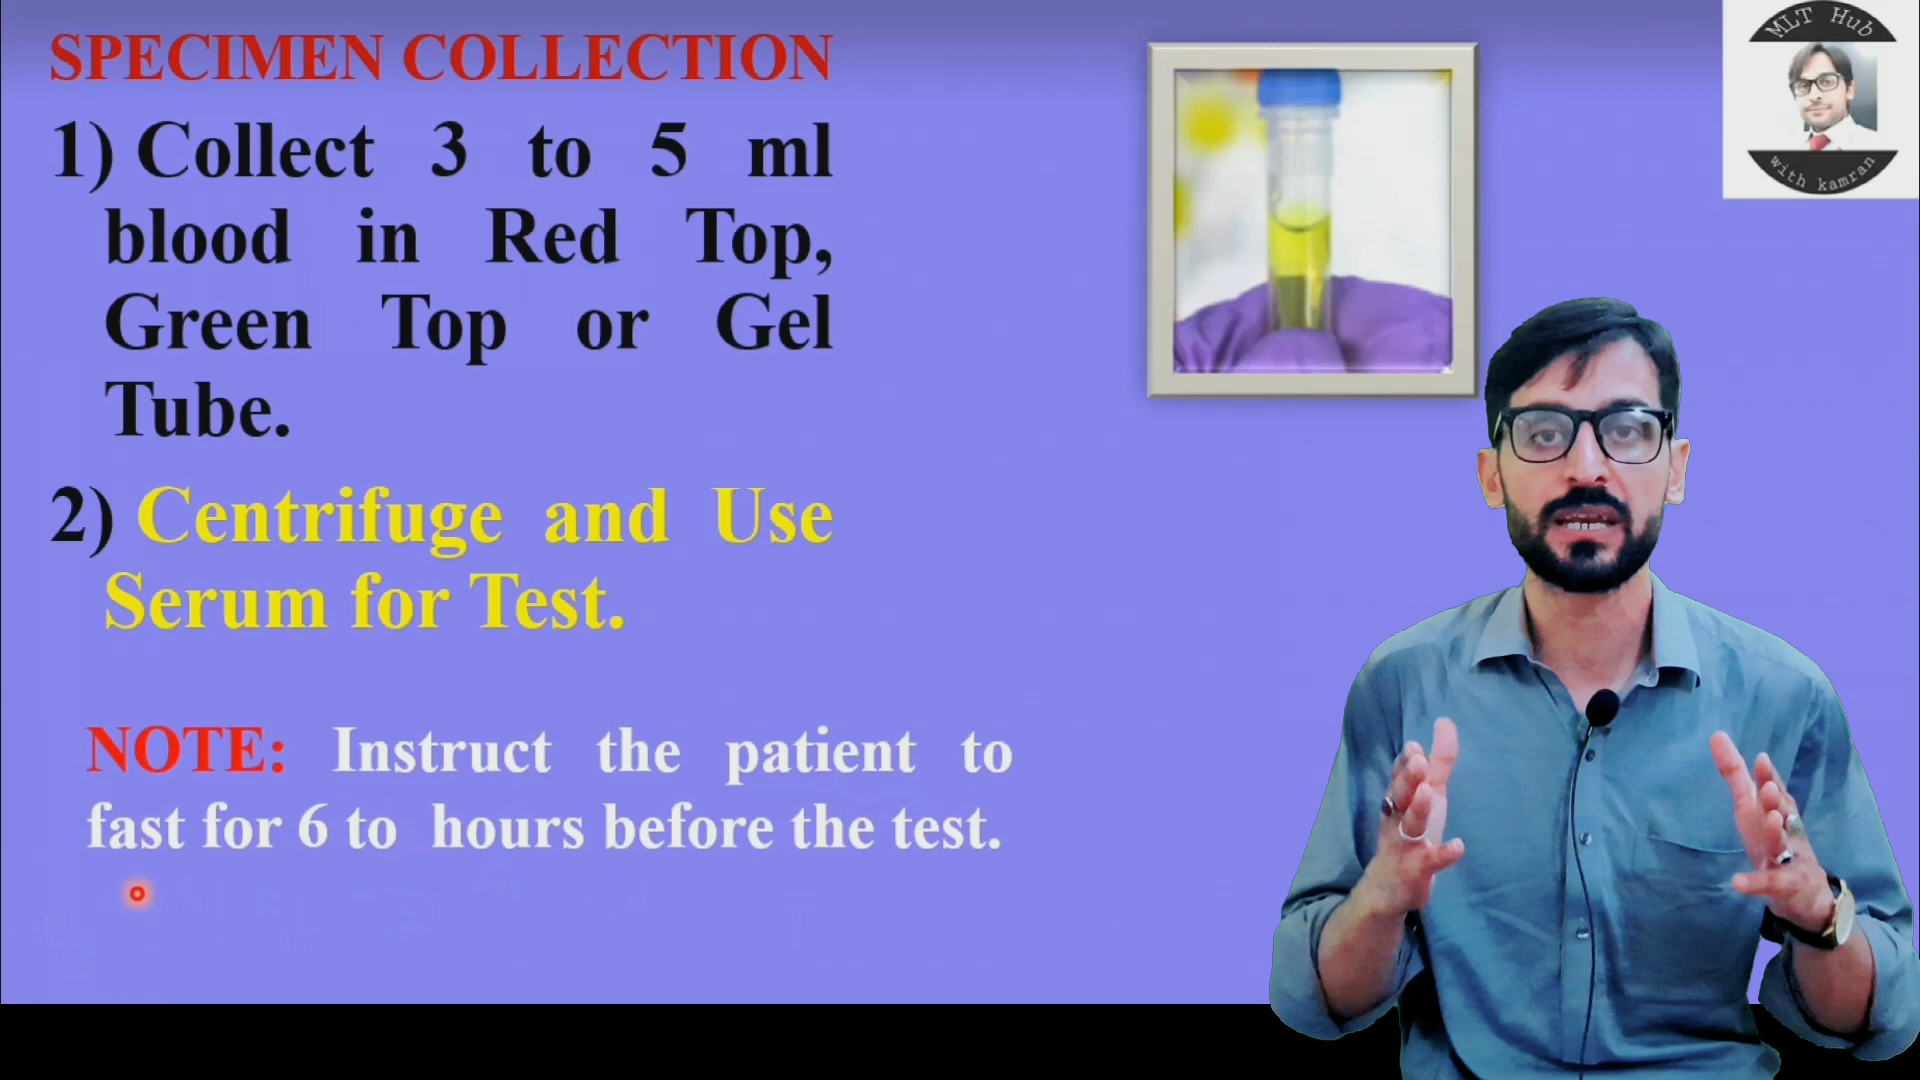 SPECIMEN COLLECTION
1) Collect 3 to 5 ml
blood in Red Top,
Green Top or Gel
Tube.
2) Centrifuge and Use
Serum for Test.
NOTE: Instruct the patient to
fast for 6 to hours before the test.
MLT Hub
with kamran